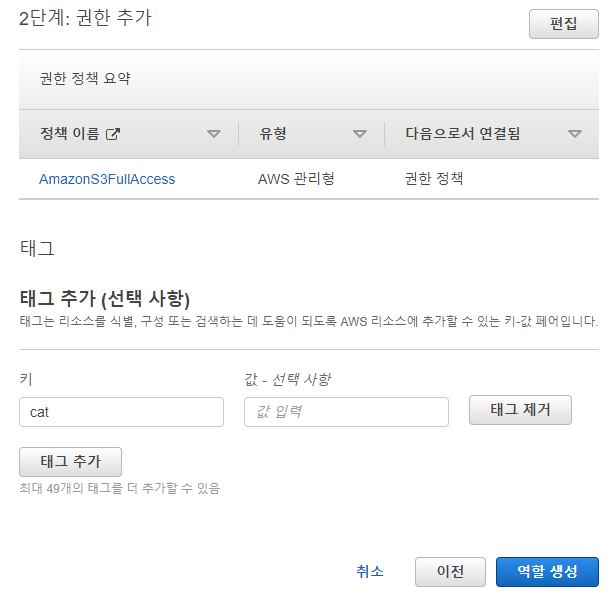 2단계: 권한 추가
편집
권한 정책 요약
정책 이름 유형 다음으로서 연결됨
AmazonS3FullAccess AWS 관리형 권한 정책
태그
태그 추가 (선택 사항)
태그는 리소스를 식별, 구성 또는 검색하는 데 도움이 되도록 AWS 리소스에 추가할 수 있는 키-값 페어입니다.
키 값 - 선택 사항
cat 값 입력 태그 제거
태그 추가
최대 49개의 태그를 더 추가할 수 있음
취소 이전 역할 생성